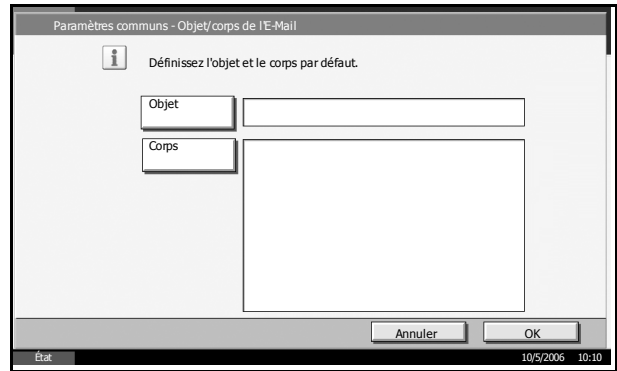 Paramètres communs - Objet/corps de l'E-Mail
Définissez l'objet et le corps par défaut.
Objet
Corps
Annuler
OK
État
10/5/2006 10:10